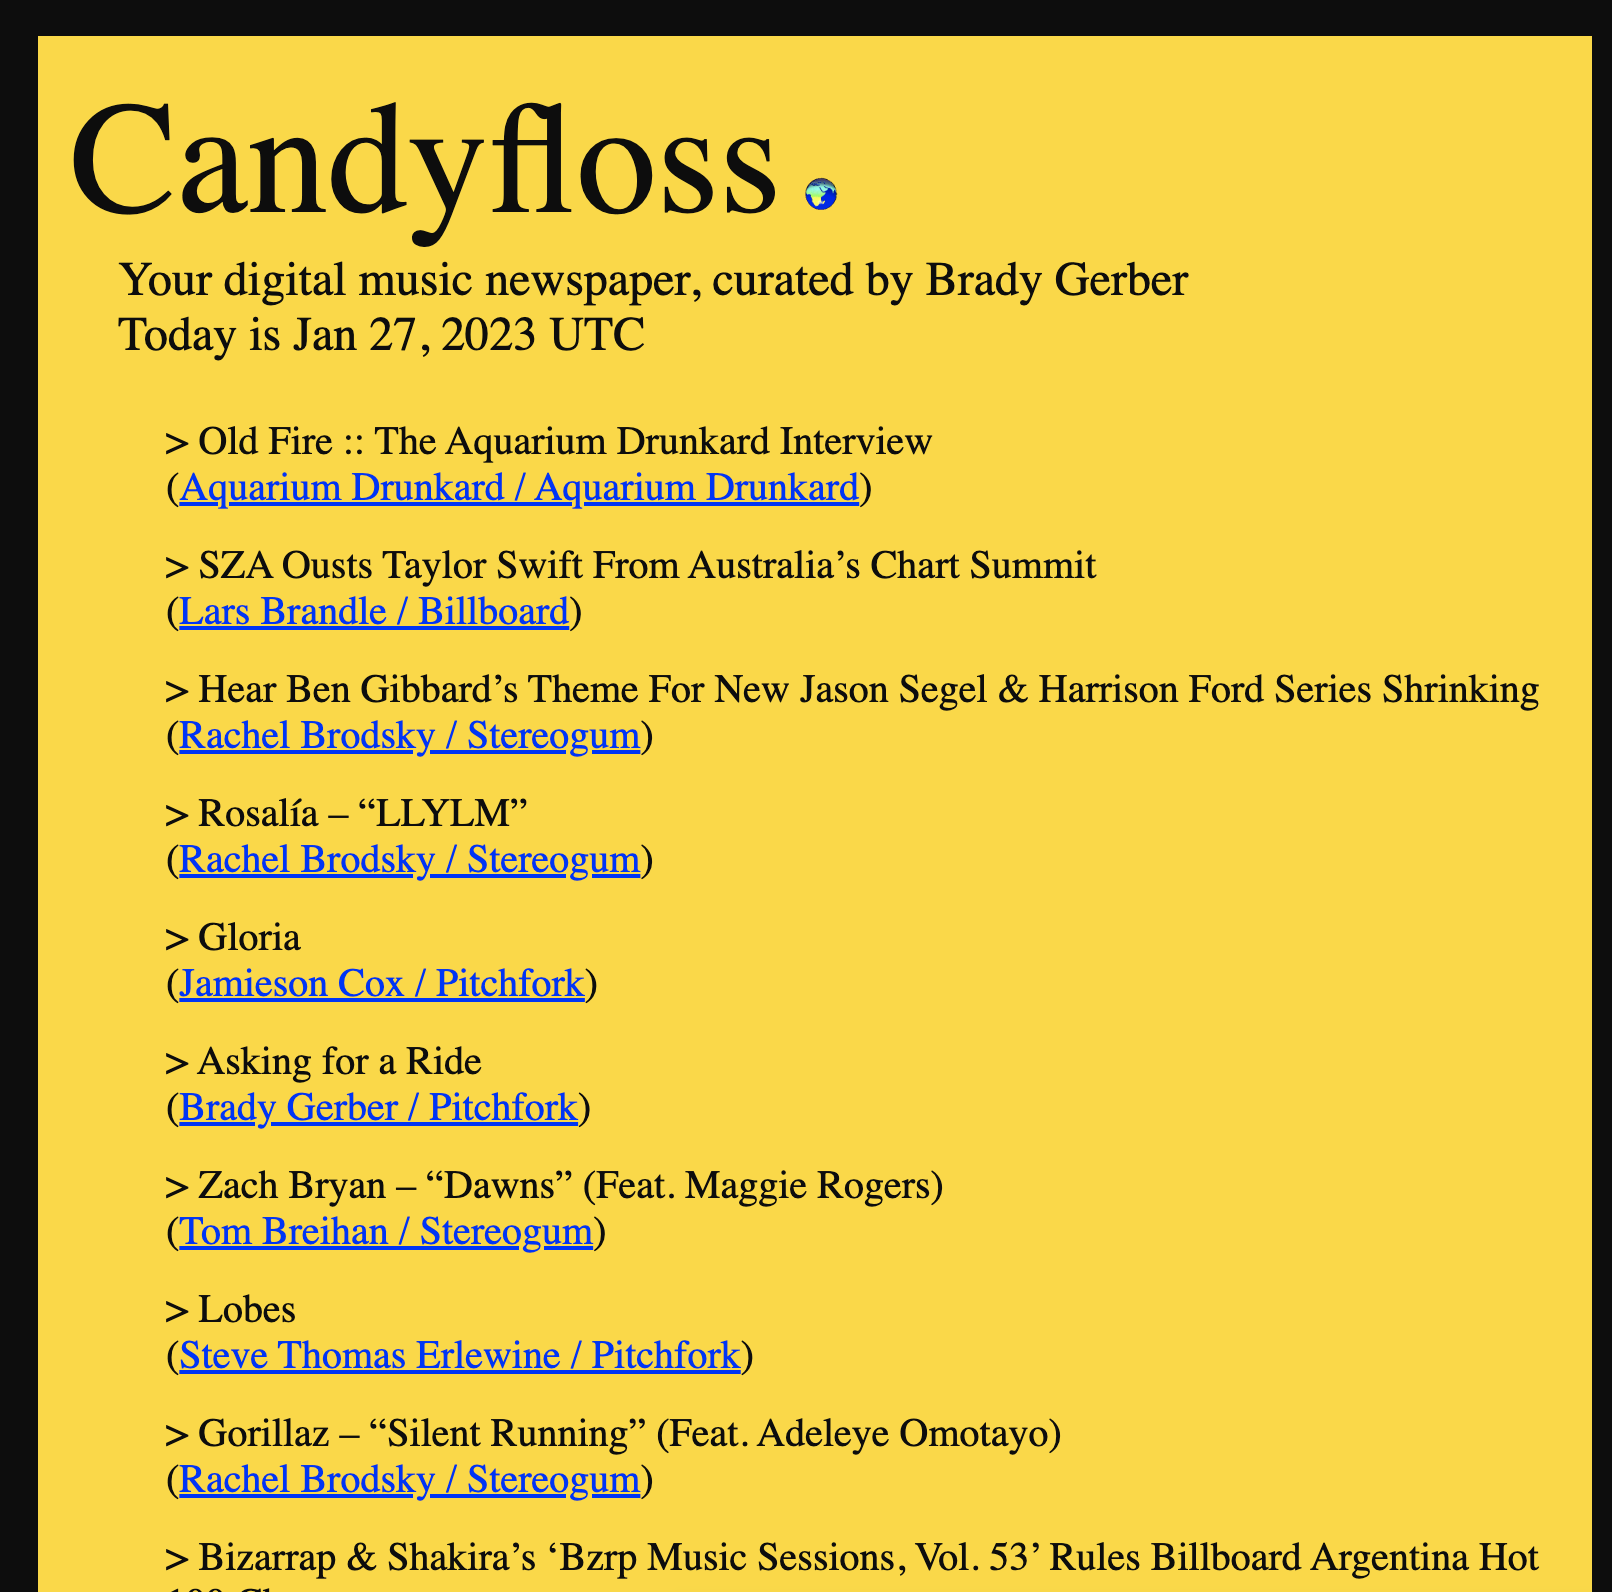 Candyfloss
Your digital music newspaper, curated by Brady Gerber
Today is Jan 27, 2023 UTC
> Old Fire :: The Aquarium Drunkard Interview
(Aquarium Drunkard / Aquarium Drunkard)
> SZA Ousts Taylor Swift From Australia’s Chart Summit
(Lars Brandle / Billboard)
> Hear Ben Gibbard’s Theme For New Jason Segel & Harrison Ford Series Shrinking
(Rachel Brodsky / Stereogum)
> Rosalía – “LLYLM”
(Rachel Brodsky / Stereogum)
> Gloria
(Jamieson Cox / Pitchfork)
> Asking for a Ride
(Brady Gerber / Pitchfork)
> Zach Bryan – “Dawns” (Feat. Maggie Rogers)
(Tom Breihan / Stereogum)
> Lobes
(Steve Thomas Erlewine / Pitchfork)
> Gorillaz – “Silent Running” (Feat. Adeleye Omotayo)
(Rachel Brodsky / Stereogum)
> Bizarrap & Shakira’s ‘Bzrp Music Sessions, Vol. 53’ Rules Billboard Argentina Hot